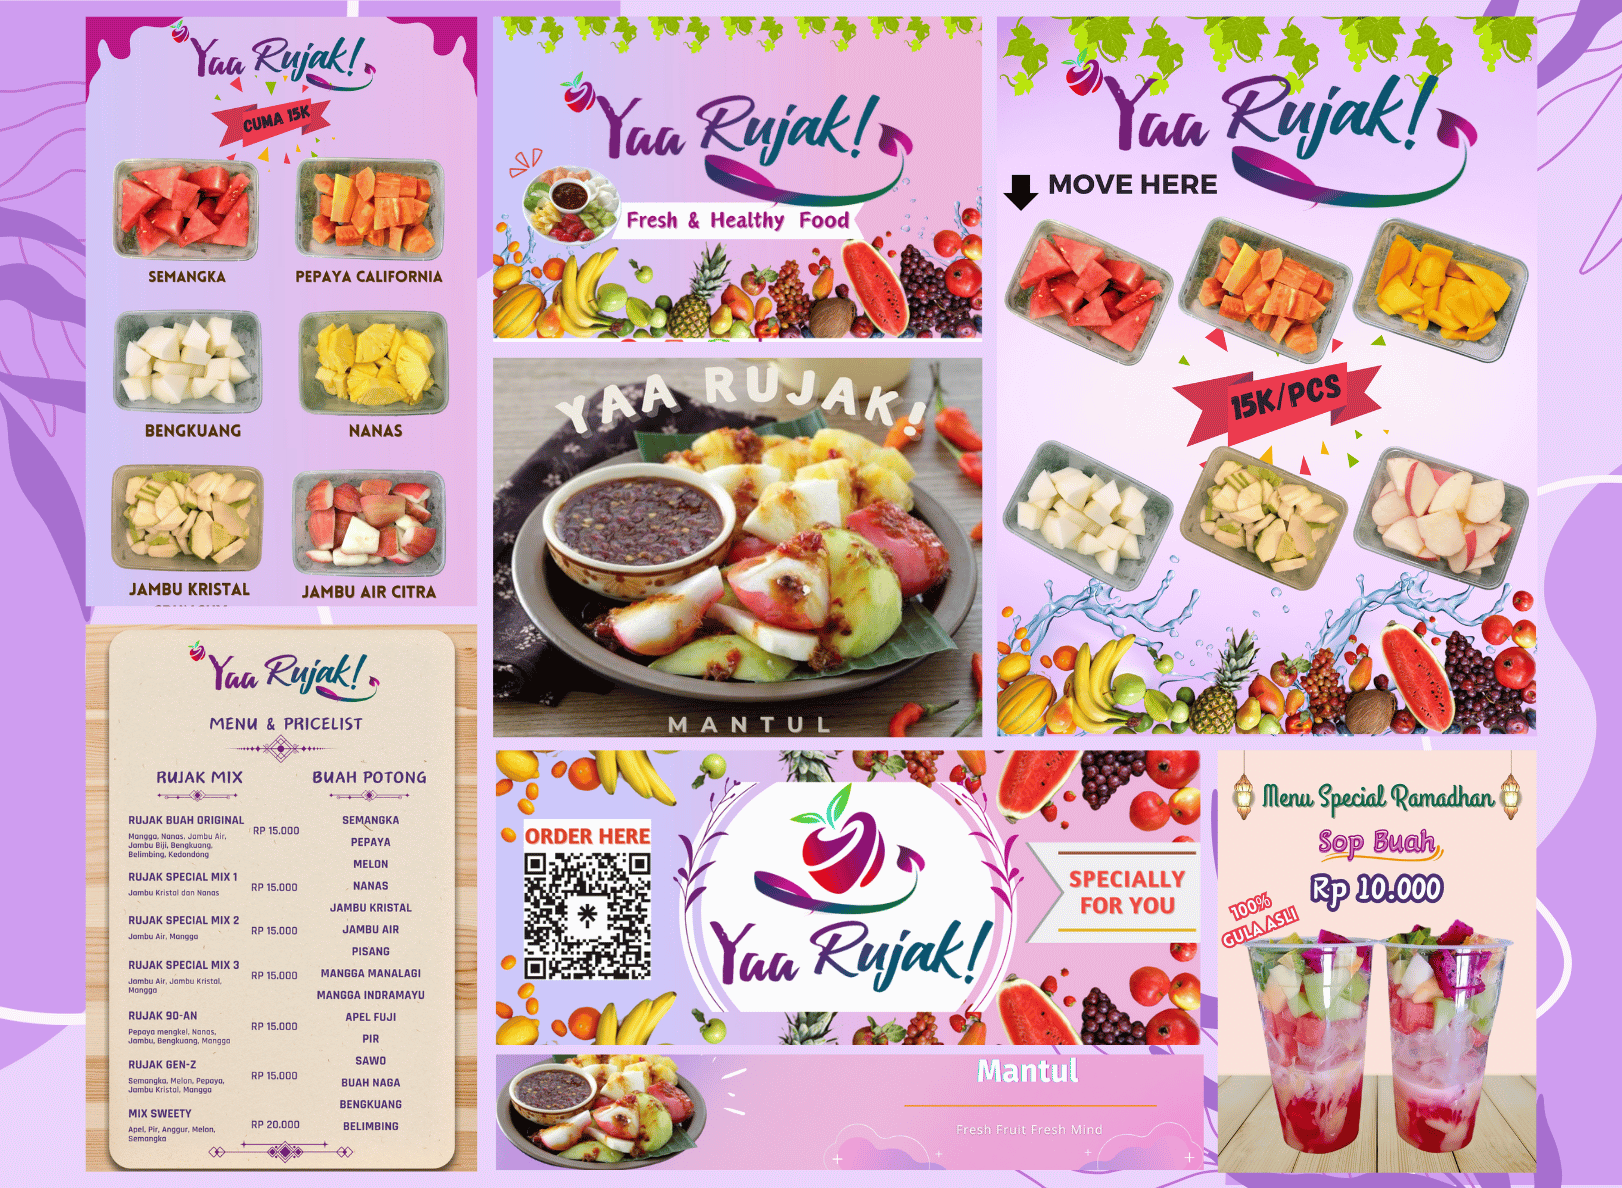 Yaa Rujak!
CUMA 15K
SEMANGKA
PEPAYA CALIFORNIA
BENGKUANG
NANAS
JAMBU KRISTAL
JAMBU AIR CITRA
Yaa Rujak!
MENU & PRICELIST
RUJAK MIX
RUJAK BUAH ORIGINAL
RP 15.000
Mangga, Nanas, Jambu Air,
Jambu Biji, Bengkuang,
Belimbing, Kedondong
RUJAK SPECIAL MIX 1
RP 15.000
Jambu Kristal dan Nanas
RUJAK SPECIAL MIX 2
RP 15.000
Jambu Air, Mangga
RUJAK SPECIAL MIX 3
RP 15.000
Jambu Air, Jambu Kristal,
Mangga
RUJAK 90-AN
RP 15.000
Pepaya mengkel, Nanas,
Jambu, Bengkuang, Mangga
RUJAK GEN-Z
RP 15.000
Semangka, Melon, Pepaya,
Jambu Kristal, Mangga
MIX SWEETY
RP 20.000
Apel, Pir, Anggur, Melon,
Semangka
BUAH POTONG
SEMANGKA
PEPAYA
MELON
NANAS
JAMBU KRISTAL
JAMBU AIR
PISANG
MANGGA MANALAGI
MANGGA INDRAMAYU
APEL FUJI
PIR
SAWO
BUAH NAGA
BENGKUANG
BELIMBING
Yaa Rujak!
Fresh & Healthy Food
YAA RUJAK!
MANTUL
Yaa Rujak!
MOVE HERE
15K/PCS
ORDER HERE
Yaa Rujak!
SPECIALLY
FOR YOU
Mantul
Fresh Fruit Fresh Mind
Menu Special Ramadhan
Sop Buah
Rp 10.000
100%
GULA ASLI